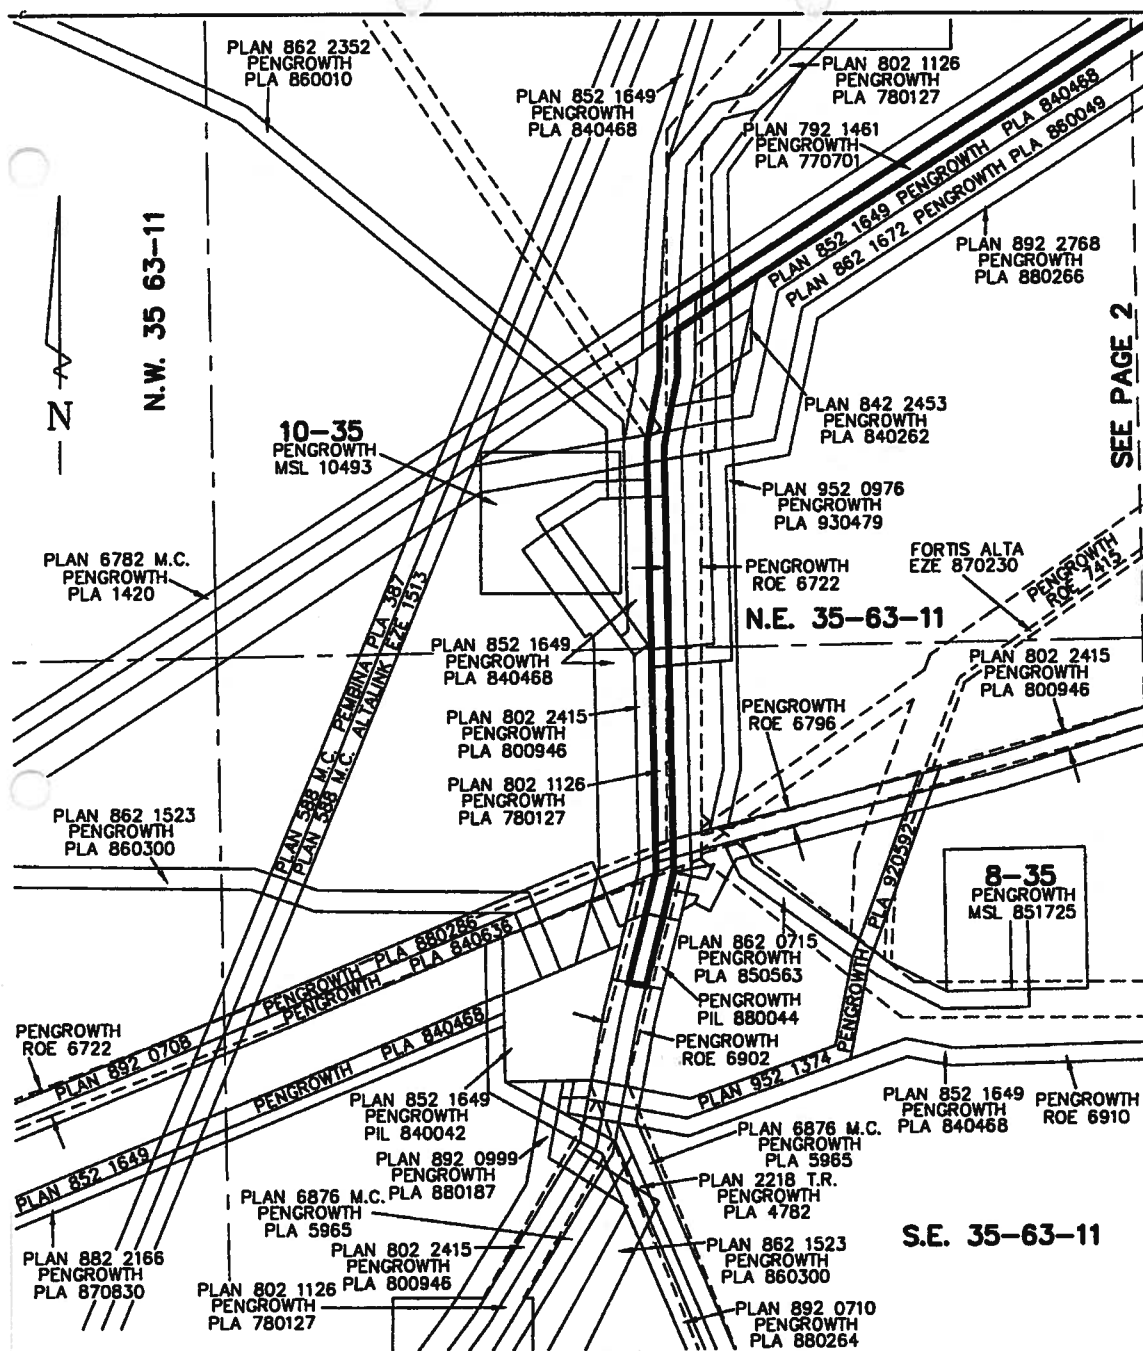 PLAN 862 2352
PENGROWTH
PLA 860010
PLAN 852 1649
PENGROWTH
PLA 840468
PLAN 802 1126
PENGROWTH
PLA 780127
PLAN 792 1461
PENGROWTH
PLA 770701
PLAN 852 1649 PENGROWTH PLA 840468
PLAN 862 1672 PENGROWTH PLA 860049
PLAN 892 2768
PENGROWTH
PLA 880266
N.W. 35 63-11
N
SEE PAGE 2
10-35
PENGROWTH
MSL 10493
PLAN 842 2453
PENGROWTH
PLA 840262
PLAN 952 0976
PENGROWTH
PLA 930479
PLAN 6782 M.C.
PENGROWTH
PLA 1420
PENGROWTH
ROE 6722
FORTIS ALTA
EZE 870230
PENGROWTH
ROE 7415
N.E. 35-63-11
PLAN 588 M.C. PEMBINA PLA 387
PLAN 588 M.C. ALTALINK EZE 1513
PLAN 852 1649
PENGROWTH
PLA 840468
PLAN 802 2415
PENGROWTH
PLA 800946
PLAN 802 2415
PENGROWTH
PLA 800946
PENGROWTH
ROE 6796
PLAN 802 1126
PENGROWTH
PLA 780127
PLAN 862 1523
PENGROWTH
PLA 860300
PENGROWTH PLA 920592
8-35
PENGROWTH
MSL 851725
PLAN 892 0708
PENGROWTH PLA 880286
PENGROWTH PLA 840636
PLAN 862 0715
PENGROWTH
PLA 850563
PENGROWTH
PIL 880044
PENGROWTH
ROE 6902
PENGROWTH
ROE 6722
PLAN 852 1649 PENGROWTH PLA 840468
PLAN 952 1374
PLAN 852 1649
PENGROWTH
PIL 840042
PLAN 852 1649
PENGROWTH
PLA 840468
PENGROWTH
ROE 6910
PLAN 892 0999
PENGROWTH
PLA 880187
PLAN 6876 M.C.
PENGROWTH
PLA 5965
PLAN 2218 T.R.
PENGROWTH
PLA 4782
PLAN 6876 M.C.
PENGROWTH
PLA 5965
S.E. 35-63-11
PLAN 802 2415
PENGROWTH
PLA 800946
PLAN 862 1523
PENGROWTH
PLA 860300
PLAN 882 2166
PENGROWTH
PLA 870830
PLAN 802 1126
PENGROWTH
PLA 780127
PLAN 892 0710
PENGROWTH
PLA 880264